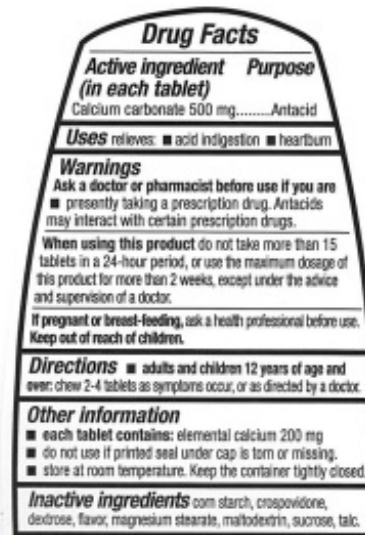 Drug Facts
Active ingredient Purpose
(in each tablet)
Calcium carbonate 500 mg.........Antacid
Uses relieves: ■ acid indigestion ■ heartburn
Warnings
Ask a doctor or pharmacist before use if you are
■ presently taking a prescription drug. Antacids
may interact with certain prescription drugs.
When using this product do not take more than 15
tablets in a 24-hour period, or use the maximum dosage of
this product for more than 2 weeks, except under the advice
and supervision of a doctor.
If pregnant or breast-feeding, ask a health professional before use.
Keep out of reach of children.
Directions ■ adults and children 12 years of age and
over: chew 2-4 tablets as symptoms occur, or as directed by a doctor.
Other information
■ each tablet contains: elemental calcium 200 mg
■ do not use if printed seal under cap is torn or missing.
■ store at room temperature. Keep the container tightly closed.
Inactive ingredients corn starch, crospovidone,
dextrose, flavor, magnesium stearate, maltodextrin, sucrose, talc.